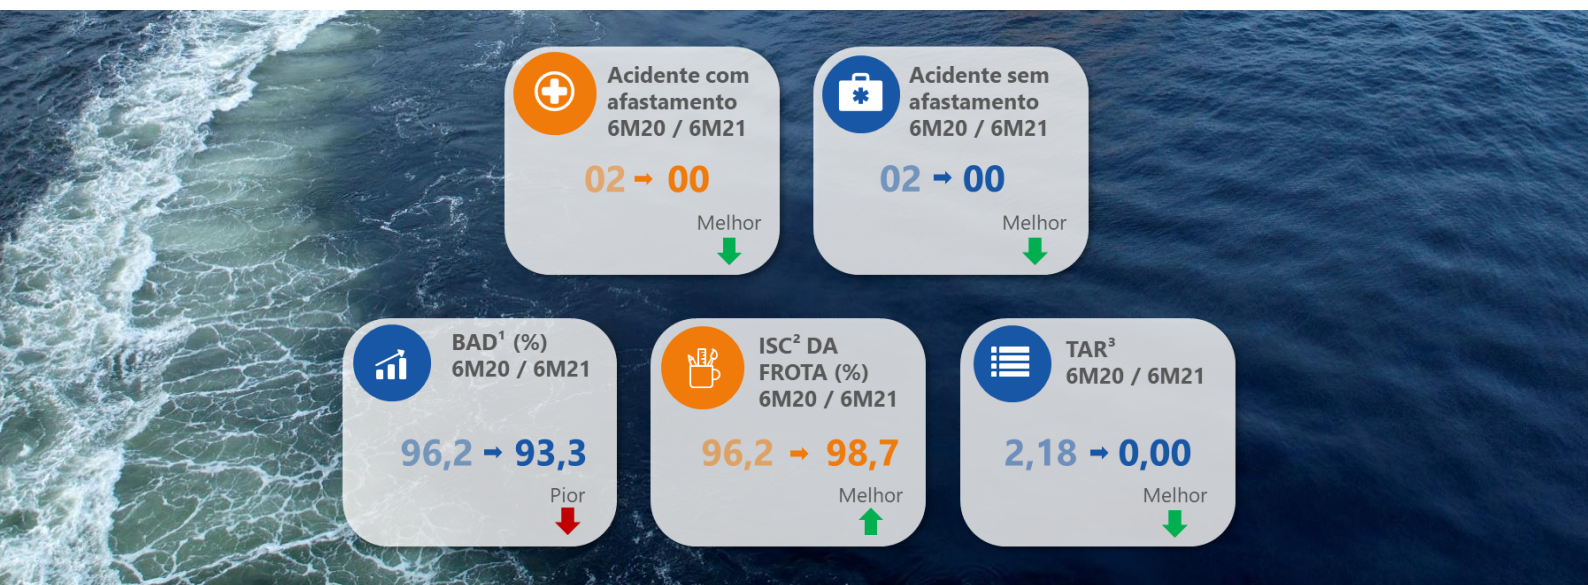 Acidente com
afastamento
6M20 / 6M21
02 → 00
Melhor
Acidente sem
afastamento
6M20 / 6M21
02 → 00
Melhor
BAD¹ (%)
6M20 / 6M21
96,2 → 93,3
Pior
ISC² DA
FROTA (%)
6M20 / 6M21
96,2 → 98,7
Melhor
TAR³
6M20 / 6M21
2,18 → 0,00
Melhor